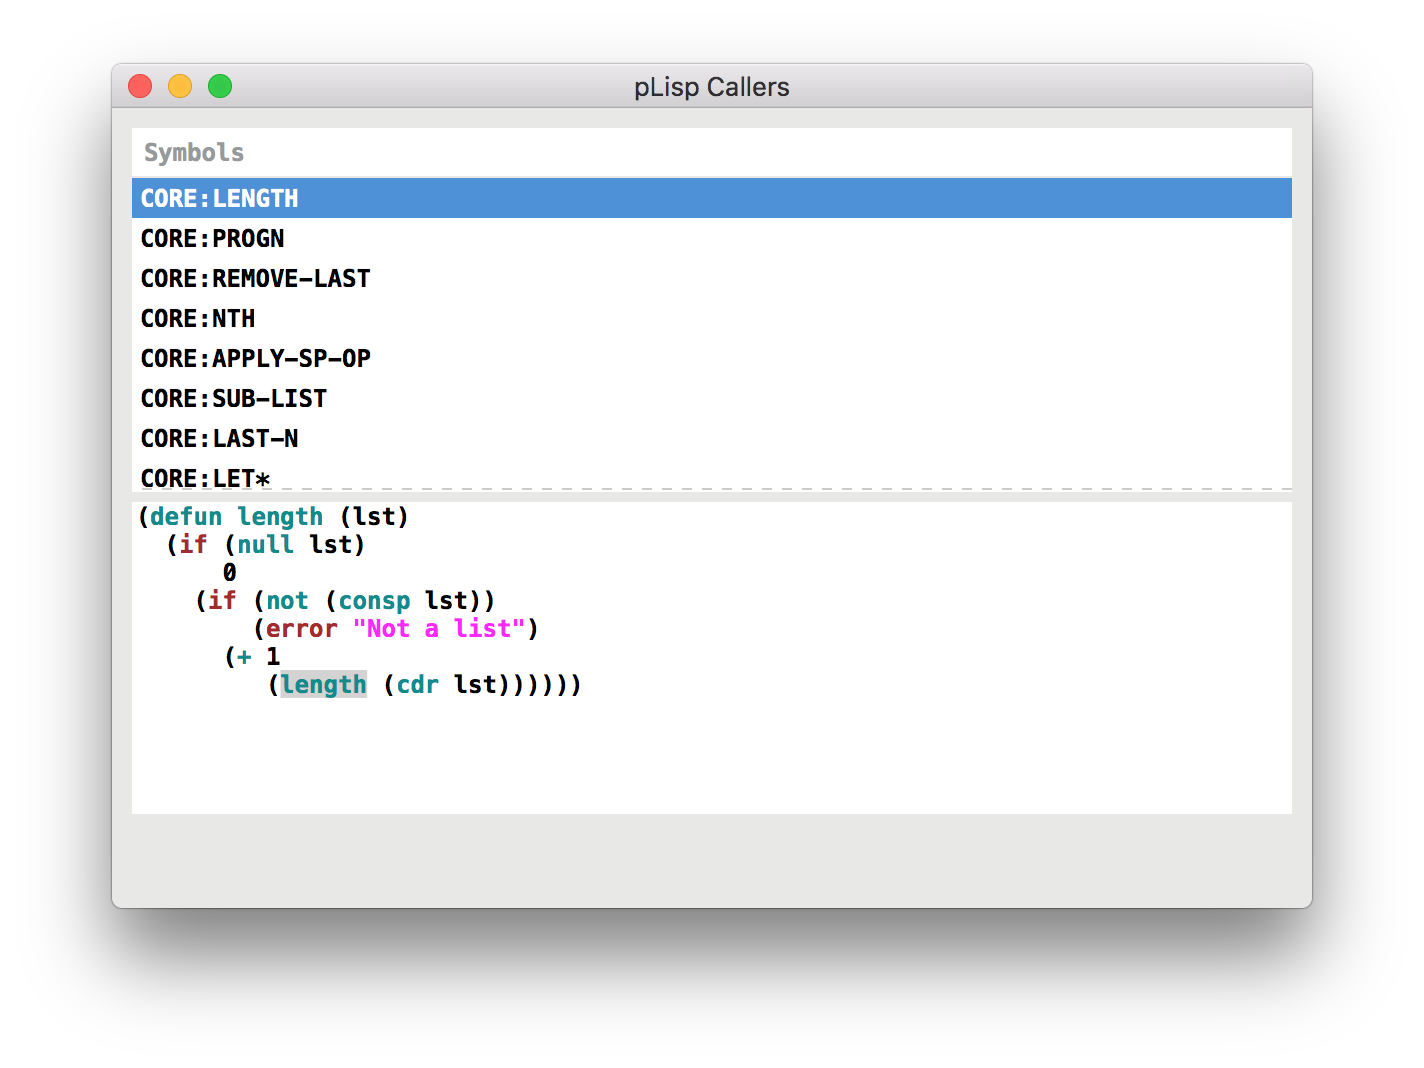 pLisp Callers
Symbols
CORE:LENGTH
CORE:PROGN
CORE:REMOVE-LAST
CORE:NTH
CORE:APPLY-SP-OP
CORE:SUB-LIST
CORE:LAST-N
CORE:LET*
(defun length (lst)
  (if (null lst)
      0
    (if (not (consp lst))
        (error "Not a list")
      (+ 1
         (length (cdr lst))))))